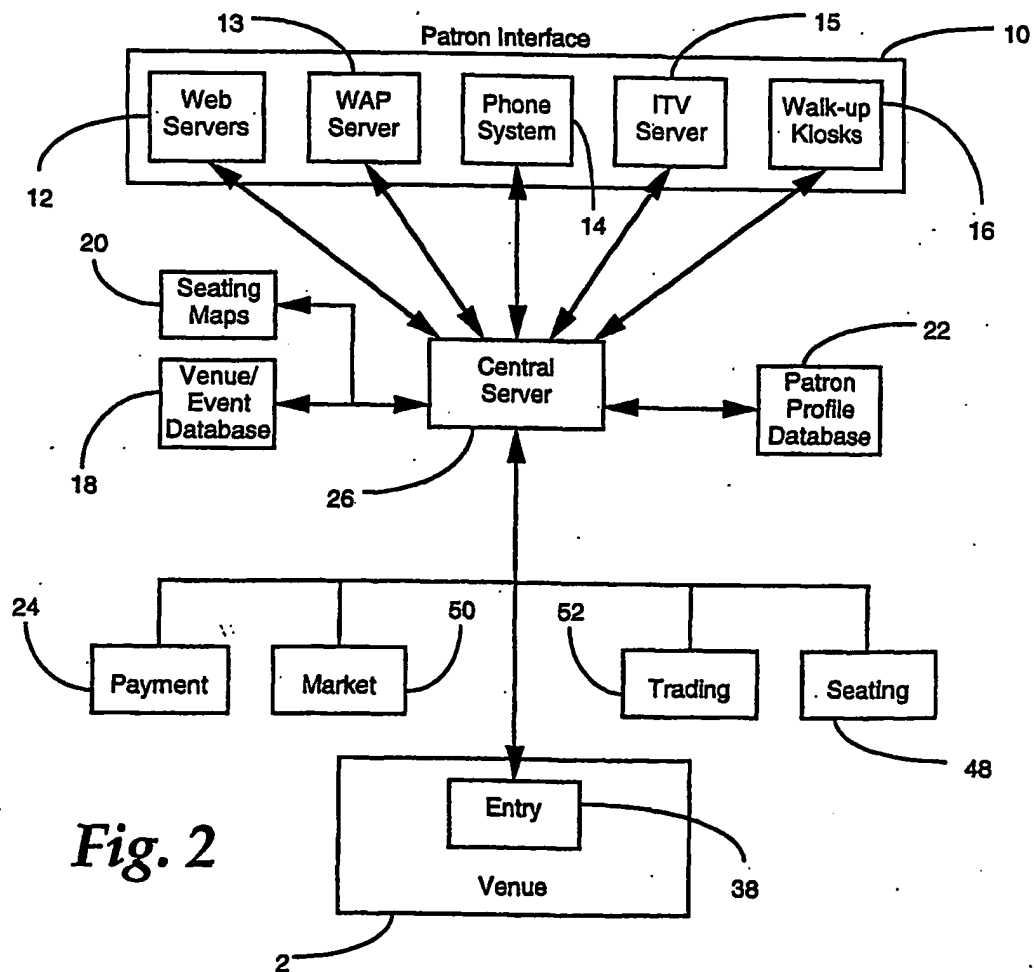 13
15
10
Patron Interface
Web
Servers
WAP
Server
Phone
System
ITV
Server
Walk-up
Kiosks
12
14
16
20
Seating
Maps
22
Central
Server
Venue/
Event
Database
Patron
Profile
Database
18
26
24
50
52
Payment
Market
Trading
Seating
48
Entry
Fig. 2
Venue
38
2